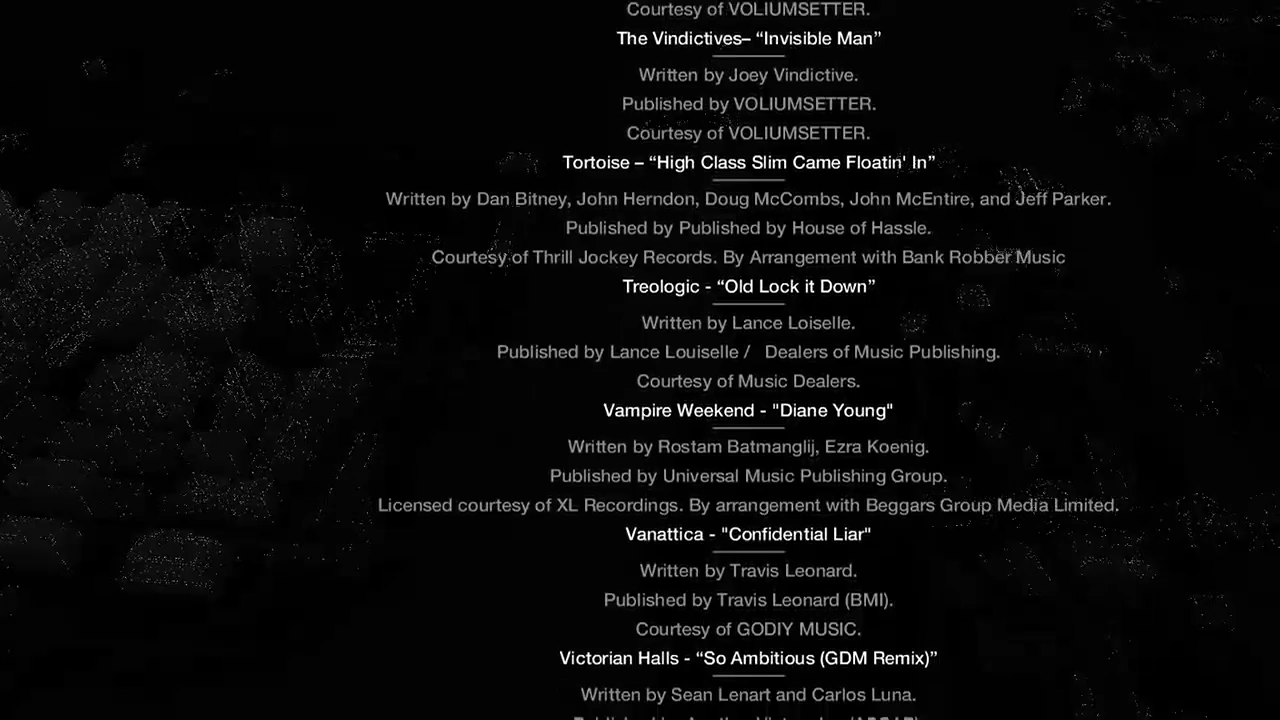 Courtesy of VOLIUMSETTER.
The Vindictives– “Invisible Man”
Written by Joey Vindictive.
Published by VOLIUMSETTER.
Courtesy of VOLIUMSETTER.
Tortoise – “High Class Slim Came Floatin' In”
Written by Dan Bitney, John Herndon, Doug McCombs, John McEntire, and Jeff Parker.
Published by Published by House of Hassle.
Courtesy of Thrill Jockey Records. By Arrangement with Bank Robber Music
Treologic - “Old Lock it Down”
Written by Lance Loiselle.
Published by Lance Louiselle /   Dealers of Music Publishing.
Courtesy of Music Dealers.
Vampire Weekend - "Diane Young"
Written by Rostam Batmanglij, Ezra Koenig.
Published by Universal Music Publishing Group.
Licensed courtesy of XL Recordings. By arrangement with Beggars Group Media Limited.
Vanattica - "Confidential Liar"
Written by Travis Leonard.
Published by Travis Leonard (BMI).
Courtesy of GODIY MUSIC.
Victorian Halls - “So Ambitious (GDM Remix)”
Written by Sean Lenart and Carlos Luna.